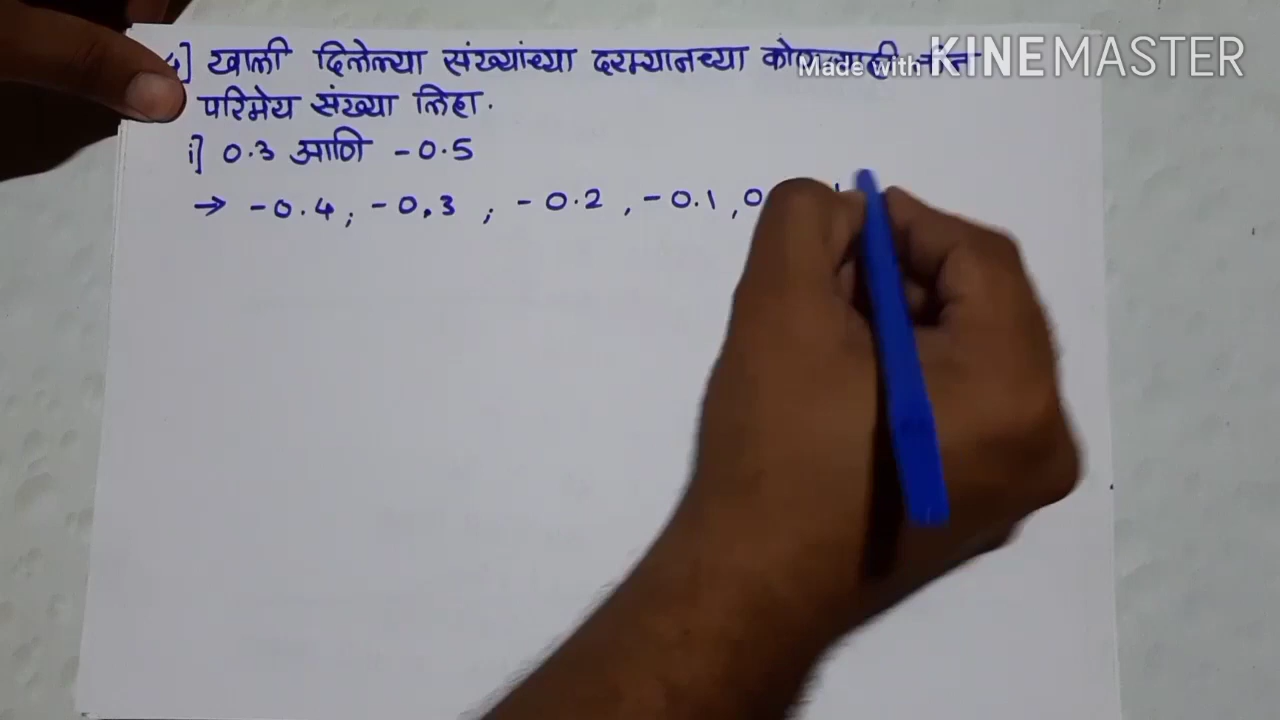 4] खाली दिलेल्या संख्यांच्या दरम्यानच्या
Made with KINEMASTER
परिमेय संख्या लिहा.
i] 0.3 आणि -0.5
→ -0.4, -0.3, -0.2, -0.1, 0